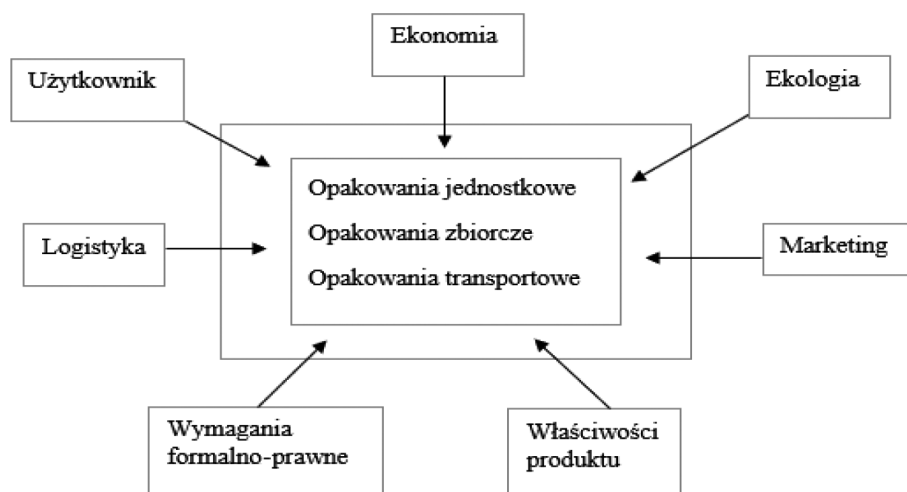 Ekonomia
Użytkownik
Ekologia
Opakowania jednostkowe
Opakowania zbiorcze
Opakowania transportowe
Logistyka
Marketing
Wymagania
formalno-prawne
Właściwości
produktu